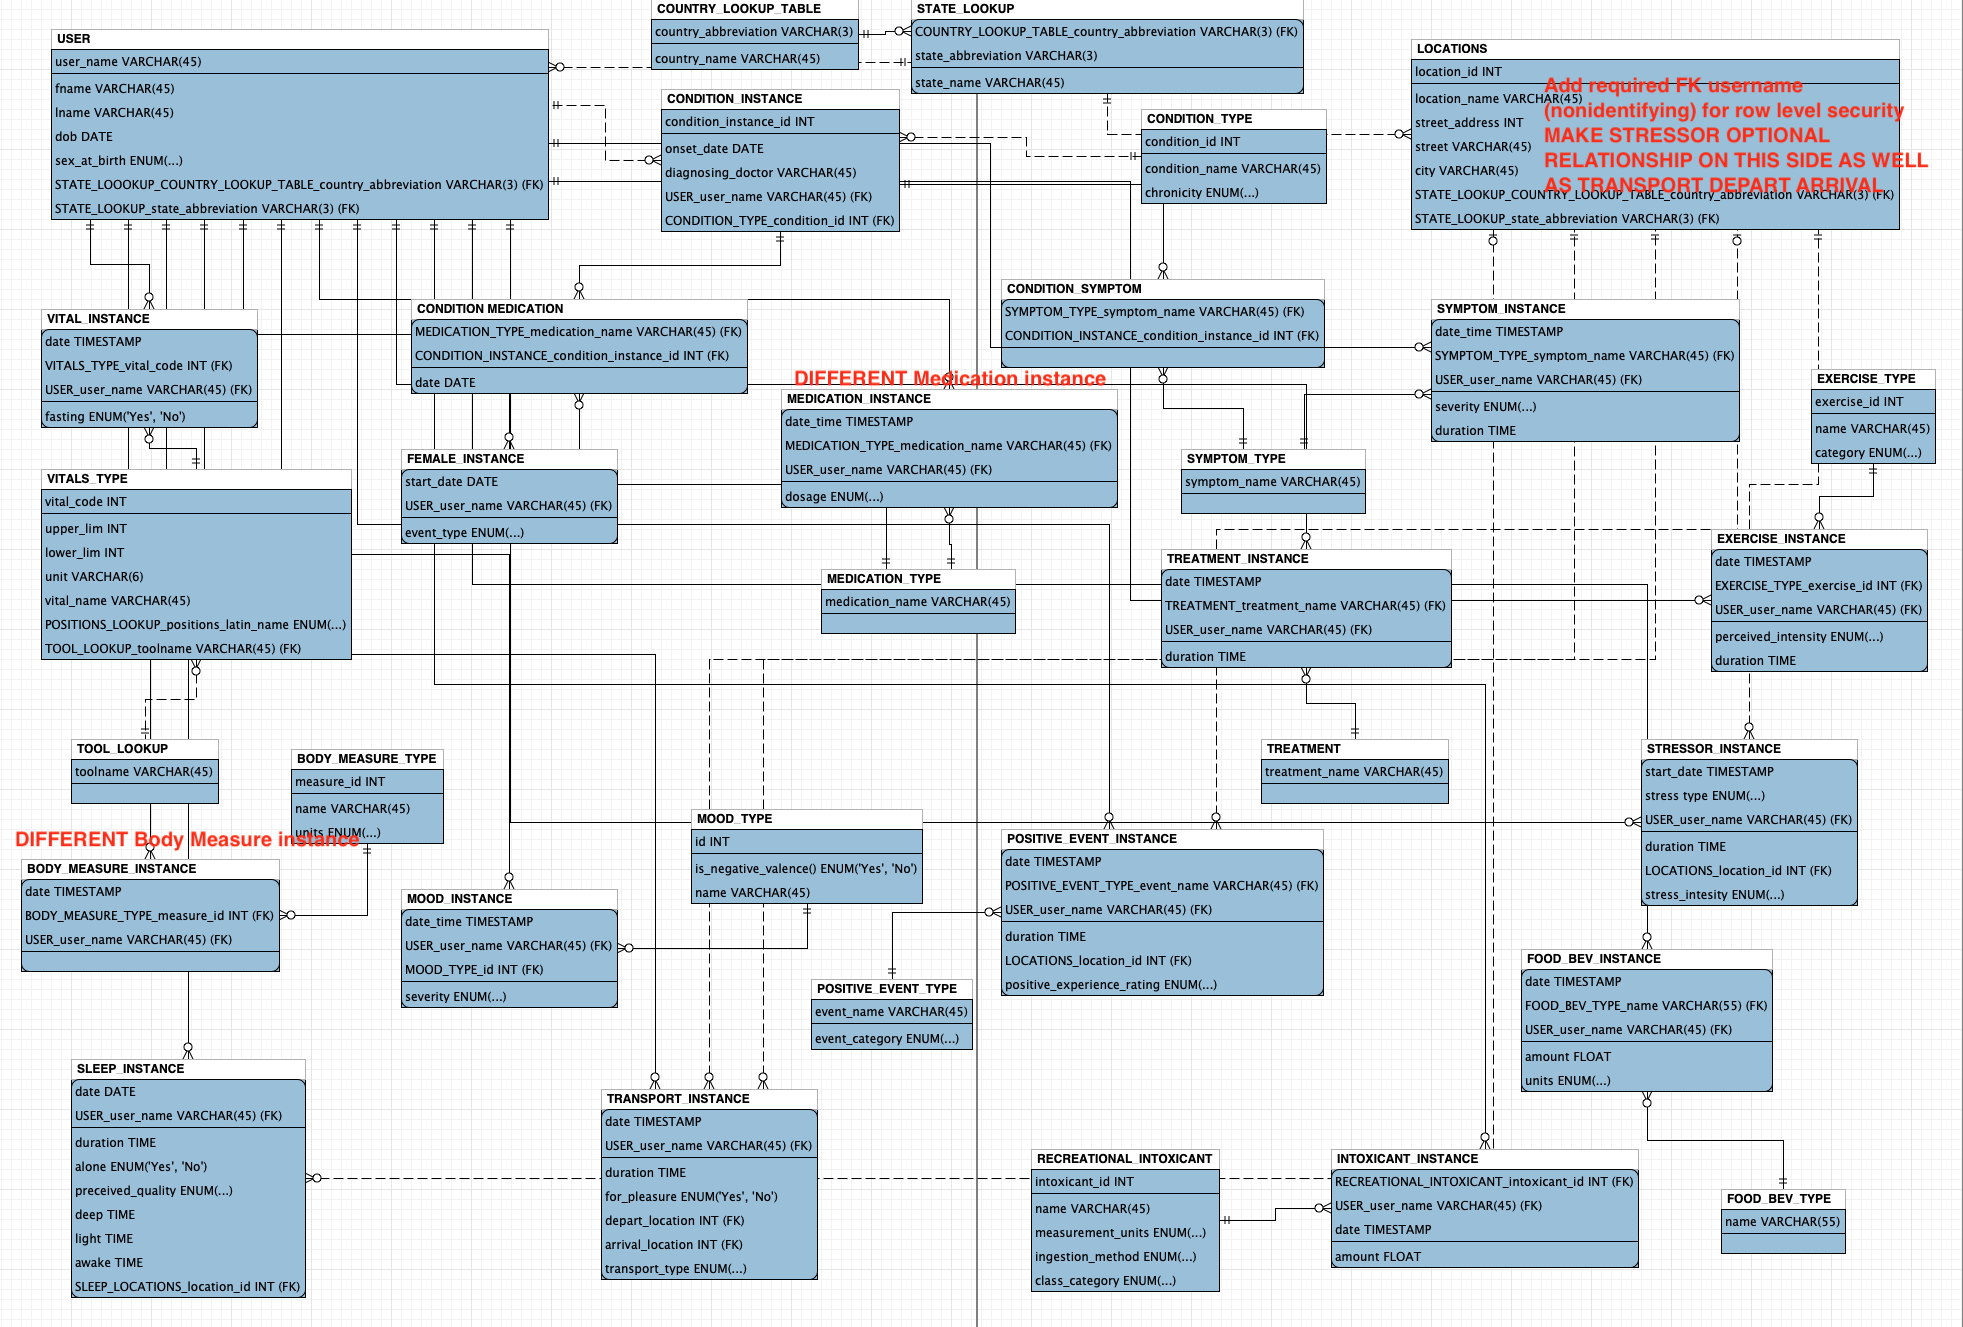 COUNTRY_LOOKUP_TABLE
country_abbreviation VARCHAR(3)
country_name VARCHAR(45)
STATE_LOOKUP
COUNTRY_LOOKUP_TABLE_country_abbreviation VARCHAR(3) (FK)
state_abbreviation VARCHAR(3)
state_name VARCHAR(45)
USER
user_name VARCHAR(45)
fname VARCHAR(45)
lname VARCHAR(45)
dob DATE
sex_at_birth ENUM(...)
STATE_LOOOKUP_COUNTRY_LOOKUP_TABLE_country_abbreviation VARCHAR(3) (FK)
STATE_LOOKUP_state_abbreviation VARCHAR(3) (FK)
CONDITION_INSTANCE
condition_instance_id INT
onset_date DATE
diagnosing_doctor VARCHAR(45)
USER_user_name VARCHAR(45) (FK)
CONDITION_TYPE_condition_id INT (FK)
CONDITION_TYPE
condition_id INT
condition_name VARCHAR(45)
chronicity ENUM(...)
LOCATIONS
location_id INT
location_name VARCHAR(45)
street_address INT
street VARCHAR(45)
city VARCHAR(45)
STATE_LOOKUP_COUNTRY_LOOKUP_TABLE_country_abbreviation VARCHAR(3) (FK)
STATE_LOOKUP_state_abbreviation VARCHAR(3) (FK)
Add required FK username
(nonidentifying) for row level security
MAKE STRESSOR OPTIONAL
RELATIONSHIP ON THIS SIDE AS WELL
AS TRANSPORT DEPART ARRIVAL
VITAL_INSTANCE
date TIMESTAMP
VITALS_TYPE_vital_code INT (FK)
USER_user_name VARCHAR(45) (FK)
fasting ENUM('Yes', 'No')
CONDITION MEDICATION
MEDICATION_TYPE_medication_name VARCHAR(45) (FK)
CONDITION_INSTANCE_condition_instance_id INT (FK)
date DATE
CONDITION_SYMPTOM
SYMPTOM_TYPE_symptom_name VARCHAR(45) (FK)
CONDITION_INSTANCE_condition_instance_id INT (FK)
SYMPTOM_INSTANCE
date_time TIMESTAMP
SYMPTOM_TYPE_symptom_name VARCHAR(45) (FK)
USER_user_name VARCHAR(45) (FK)
severity ENUM(...)
duration TIME
EXERCISE_TYPE
exercise_id INT
name VARCHAR(45)
category ENUM(...)
DIFFERENT Medication instance
MEDICATION_INSTANCE
date_time TIMESTAMP
MEDICATION_TYPE_medication_name VARCHAR(45) (FK)
USER_user_name VARCHAR(45) (FK)
dosage ENUM(...)
VITALS_TYPE
vital_code INT
upper_lim INT
lower_lim INT
unit VARCHAR(6)
vital_name VARCHAR(45)
POSITIONS_LOOKUP_positions_latin_name ENUM(...)
TOOL_LOOKUP_toolname VARCHAR(45) (FK)
FEMALE_INSTANCE
start_date DATE
USER_user_name VARCHAR(45) (FK)
event_type ENUM(...)
SYMPTOM_TYPE
symptom_name VARCHAR(45)
MEDICATION_TYPE
medication_name VARCHAR(45)
TREATMENT_INSTANCE
date TIMESTAMP
TREATMENT_treatment_name VARCHAR(45) (FK)
USER_user_name VARCHAR(45) (FK)
duration TIME
EXERCISE_INSTANCE
date TIMESTAMP
EXERCISE_TYPE_exercise_id INT (FK)
USER_user_name VARCHAR(45) (FK)
perceived_intensity ENUM(...)
duration TIME
TOOL_LOOKUP
toolname VARCHAR(45)
BODY_MEASURE_TYPE
measure_id INT
name VARCHAR(45)
units ENUM(...)
TREATMENT
treatment_name VARCHAR(45)
STRESSOR_INSTANCE
start_date TIMESTAMP
stress type ENUM(...)
USER_user_name VARCHAR(45) (FK)
duration TIME
LOCATIONS_location_id INT (FK)
stress_intesity ENUM(...)
DIFFERENT Body Measure instance
BODY_MEASURE_INSTANCE
date TIMESTAMP
BODY_MEASURE_TYPE_measure_id INT (FK)
USER_user_name VARCHAR(45) (FK)
MOOD_TYPE
id INT
is_negative_valence() ENUM('Yes', 'No')
name VARCHAR(45)
MOOD_INSTANCE
date_time TIMESTAMP
USER_user_name VARCHAR(45) (FK)
MOOD_TYPE_id INT (FK)
severity ENUM(...)
POSITIVE_EVENT_INSTANCE
date TIMESTAMP
POSITIVE_EVENT_TYPE_event_name VARCHAR(45) (FK)
USER_user_name VARCHAR(45) (FK)
duration TIME
LOCATIONS_location_id INT (FK)
positive_experience_rating ENUM(...)
POSITIVE_EVENT_TYPE
event_name VARCHAR(45)
event_category ENUM(...)
FOOD_BEV_INSTANCE
date TIMESTAMP
FOOD_BEV_TYPE_name VARCHAR(55) (FK)
USER_user_name VARCHAR(45) (FK)
amount FLOAT
units ENUM(...)
SLEEP_INSTANCE
date DATE
USER_user_name VARCHAR(45) (FK)
duration TIME
alone ENUM('Yes', 'No')
preceived_quality ENUM(...)
deep TIME
light TIME
awake TIME
SLEEP_LOCATIONS_location_id INT (FK)
TRANSPORT_INSTANCE
date TIMESTAMP
USER_user_name VARCHAR(45) (FK)
duration TIME
for_pleasure ENUM('Yes', 'No')
depart_location INT (FK)
arrival_location INT (FK)
transport_type ENUM(...)
RECREATIONAL_INTOXICANT
intoxicant_id INT
name VARCHAR(45)
measurement_units ENUM(...)
ingestion_method ENUM(...)
class_category ENUM(...)
INTOXICANT_INSTANCE
RECREATIONAL_INTOXICANT_intoxicant_id INT (FK)
USER_user_name VARCHAR(45) (FK)
date TIMESTAMP
amount FLOAT
FOOD_BEV_TYPE
name VARCHAR(55)